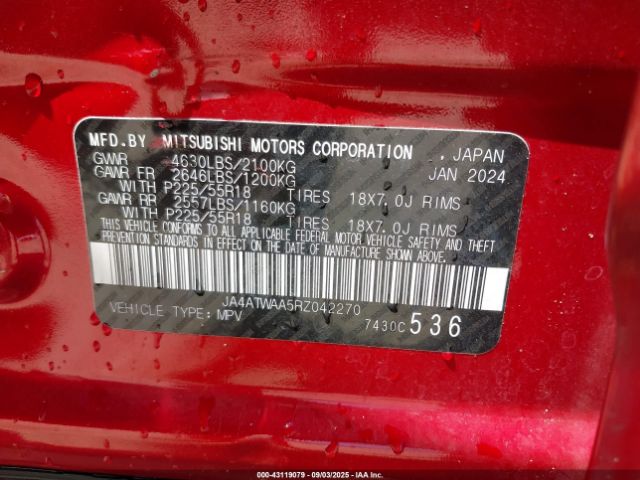 MFD.BY MITSUBISHI MOTORS CORPORATION , JAPAN
GVWR 4630LBS/2100KG JAN 2024
GAWR FR 2646LBS/1200KG
WITH P225/55R18 TIRES 18X7.0J RIMS
GAWR RR 2557LBS/1160KG
WITH P225/55R18 TIRES 18X7.0J RIMS
THIS VEHICLE CONFORMS TO ALL APPLICABLE FEDERAL MOTOR VEHICLE SAFETY AND THEFT
PREVENTION STANDARDS IN EFFECT ON THE DATE OF MANUFACTURE SHOWN ABOVE.
JA4ATWAA5RZ042270
VEHICLE TYPE: MPV 7430C 536
000-43119079 - 09/03/2025 - IAAI.com